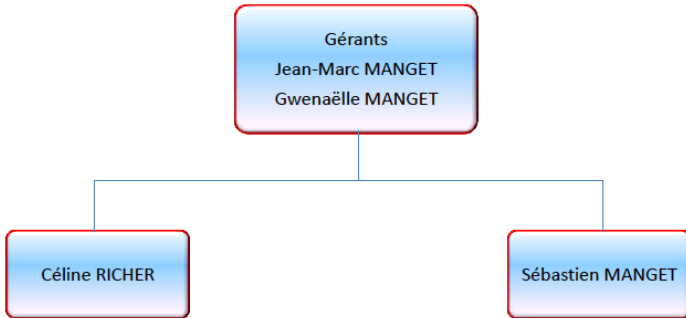 Gérants
Jean-Marc MANGET
Gwenaëlle MANGET
Céline RICHER
Sébastien MANGET